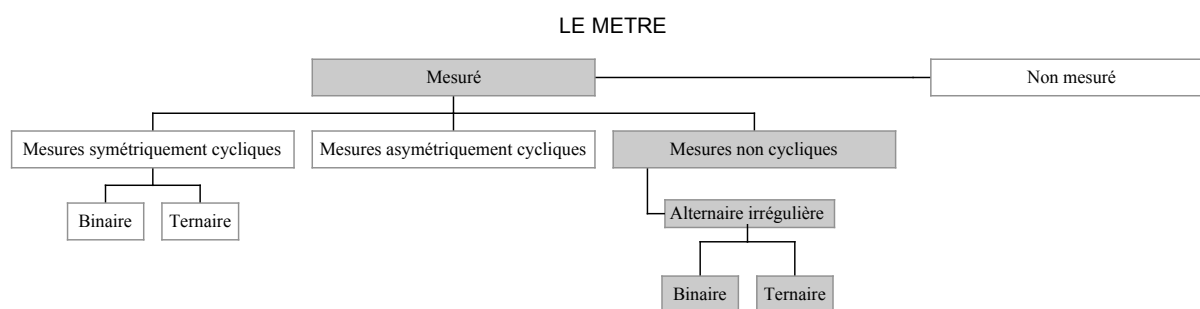 LE METRE
Mesuré
Non mesuré
Mesures symétriquement cycliques
Mesures asymétriquement cycliques
Mesures non cycliques
Binaire
Ternaire
Alternaire irrégulière
Binaire
Ternaire